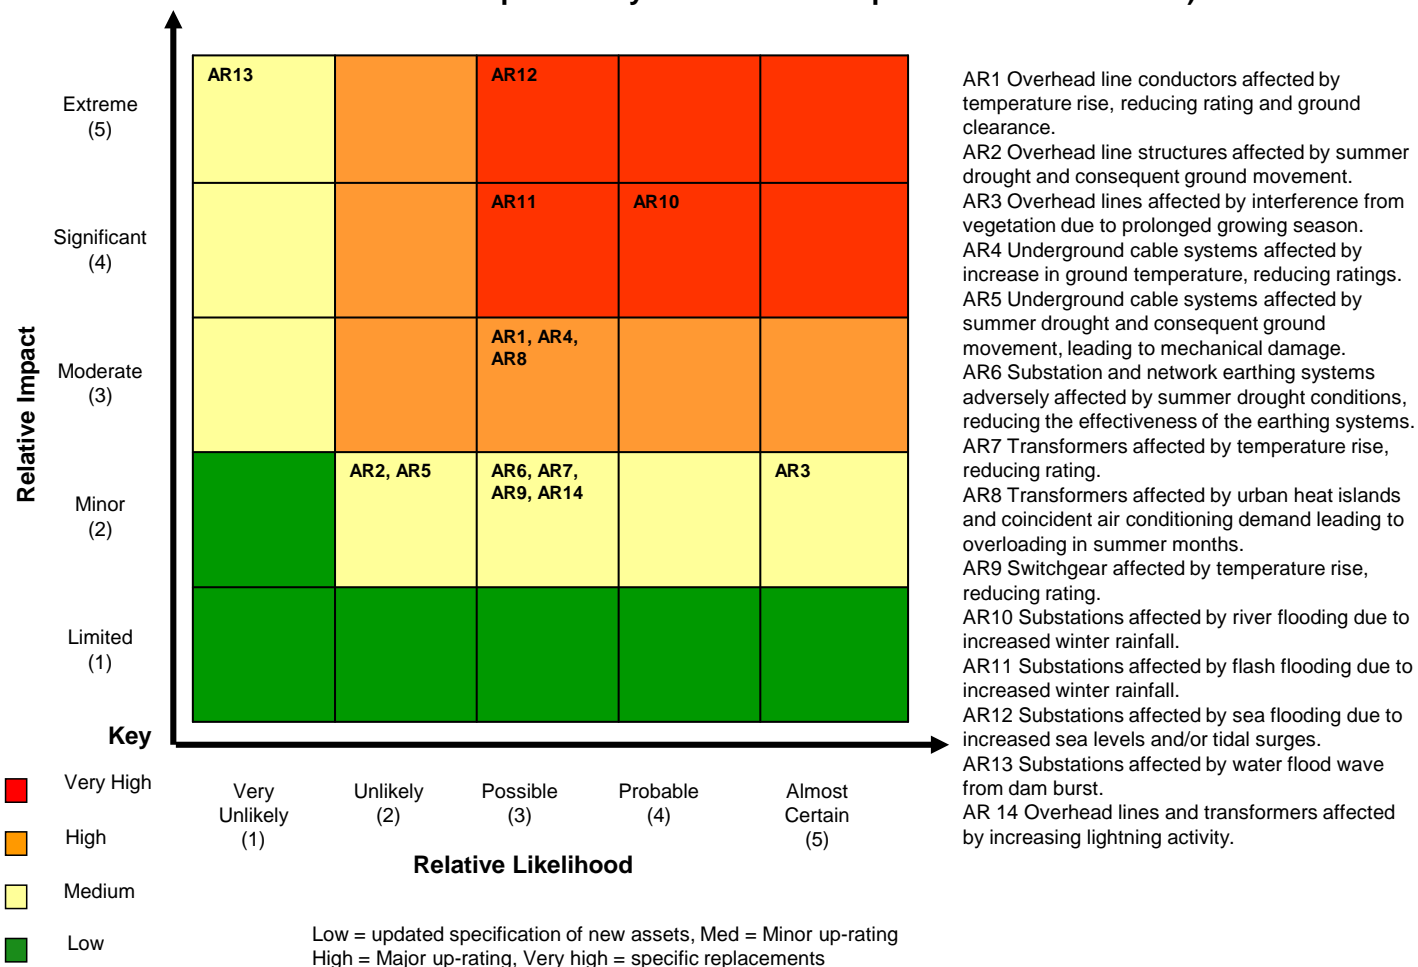 AR13
AR12
Extreme
(5)
AR11
AR10
Significant
(4)
AR1, AR4,
AR8
Moderate
(3)
Relative Impact
AR2, AR5
AR6, AR7,
AR9, AR14
AR3
Minor
(2)
Limited
(1)
Key
Very High
High
Medium
Low
Very
Unlikely
(1)
Unlikely
(2)
Possible
(3)
Probable
(4)
Almost
Certain
(5)
Relative Likelihood
Low = updated specification of new assets, Med = Minor up-rating
High = Major up-rating, Very high = specific replacements
AR1 Overhead line conductors affected by
temperature rise, reducing rating and ground
clearance.
AR2 Overhead line structures affected by summer
drought and consequent ground movement.
AR3 Overhead lines affected by interference from
vegetation due to prolonged growing season.
AR4 Underground cable systems affected by
increase in ground temperature, reducing ratings.
AR5 Underground cable systems affected by
summer drought and consequent ground
movement, leading to mechanical damage.
AR6 Substation and network earthing systems
adversely affected by summer drought conditions,
reducing the effectiveness of the earthing systems.
AR7 Transformers affected by temperature rise,
reducing rating.
AR8 Transformers affected by urban heat islands
and coincident air conditioning demand leading to
overloading in summer months.
AR9 Switchgear affected by temperature rise,
reducing rating.
AR10 Substations affected by river flooding due to
increased winter rainfall.
AR11 Substations affected by flash flooding due to
increased winter rainfall.
AR12 Substations affected by sea flooding due to
increased sea levels and/or tidal surges.
AR13 Substations affected by water flood wave
from dam burst.
AR 14 Overhead lines and transformers affected
by increasing lightning activity.